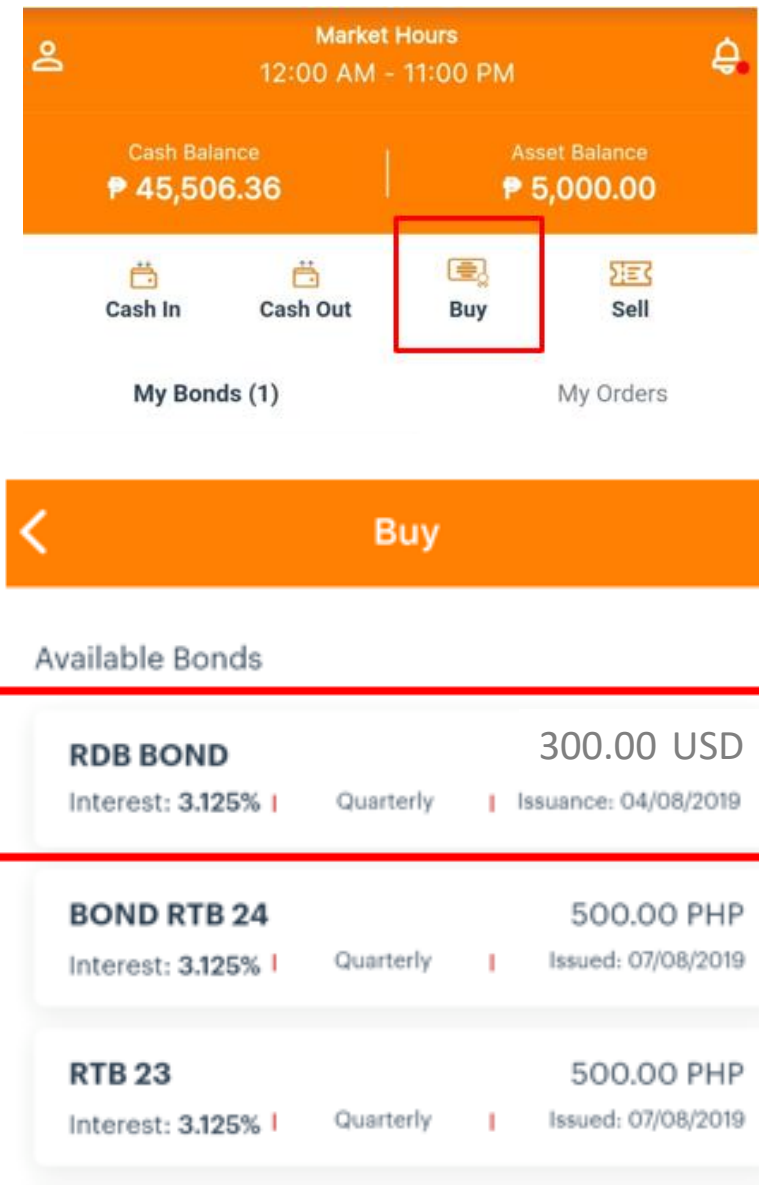 Market Hours
12:00 AM - 11:00 PM
Cash Balance Asset Balance
₱ 45,506.36 ₱ 5,000.00
Cash In Cash Out Buy Sell
My Bonds (1) My Orders
Buy
Available Bonds
RDB BOND 300.00 USD
Interest: 3.125% | Quarterly | Issuance: 04/08/2019
BOND RTB 24 500.00 PHP
Interest: 3.125% | Quarterly | Issued: 07/08/2019
RTB 23 500.00 PHP
Interest: 3.125% | Quarterly | Issued: 07/08/2019